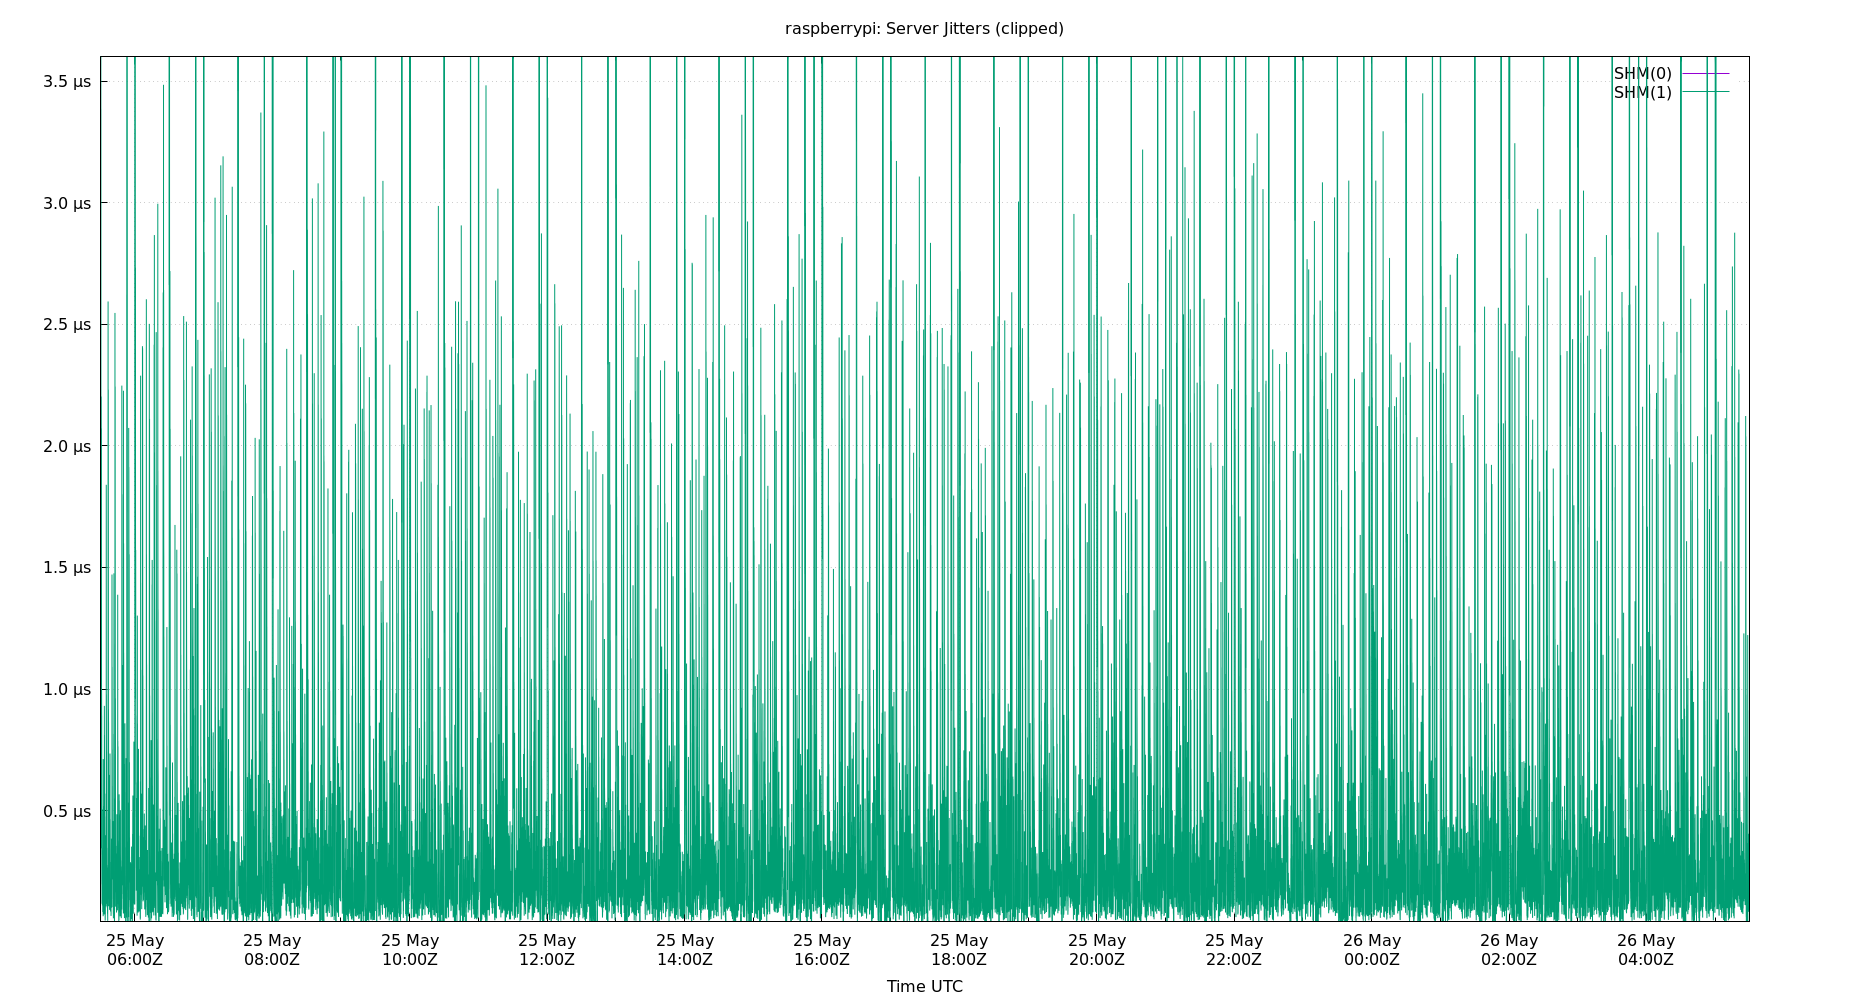 raspberrypi: Server Jitters (clipped)
SHM(0)
SHM(1)
3.5 μs
3.0 μs
2.5 μs
2.0 μs
1.5 μs
1.0 μs
0.5 μs
25 May 25 May 25 May 25 May 25 May 25 May 25 May 25 May 25 May 26 May 26 May 26 May
06:00Z 08:00Z 10:00Z 12:00Z 14:00Z 16:00Z 18:00Z 20:00Z 22:00Z 00:00Z 02:00Z 04:00Z
Time UTC